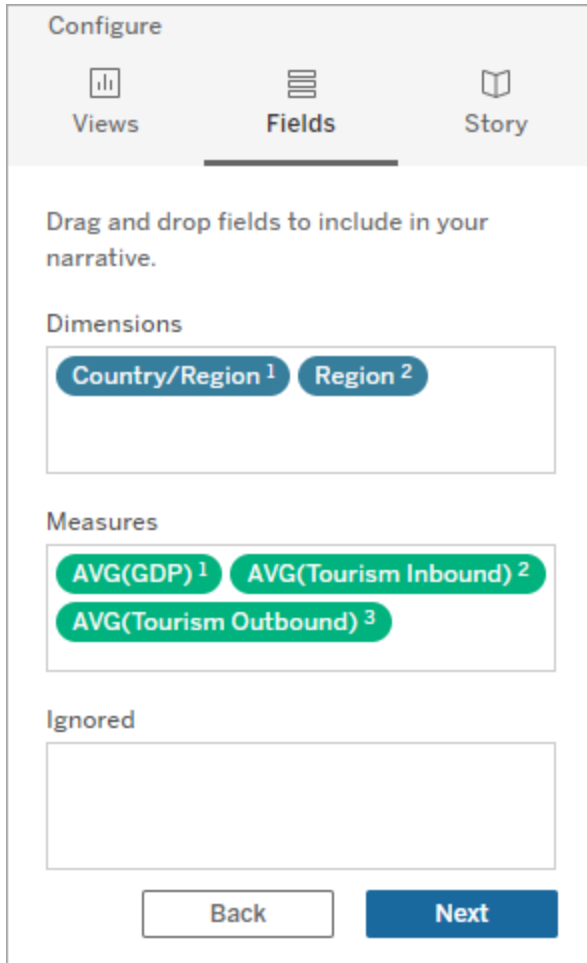 Configure
Views Fields Story
Drag and drop fields to include in your
narrative.
Dimensions
Country/Region 1 Region 2
Measures
AVG(GDP) 1 AVG(Tourism Inbound) 2
AVG(Tourism Outbound) 3
Ignored
Back Next